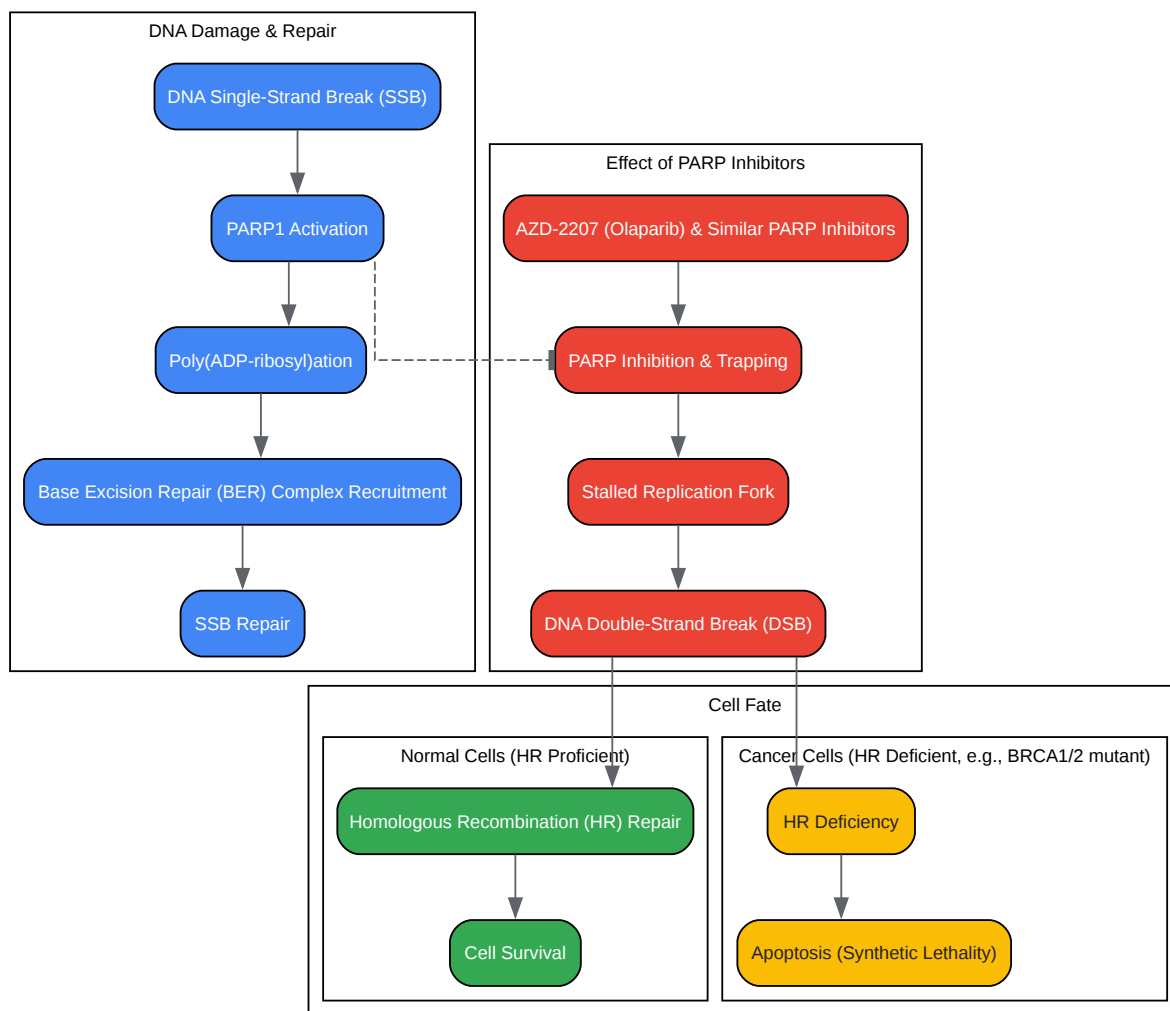 DNA Damage & Repair
DNA Single-Strand Break (SSB)
PARP1 Activation
Poly(ADP-ribosyl)ation
Base Excision Repair (BER) Complex Recruitment
SSB Repair
Effect of PARP Inhibitors
AZD-2207 (Olaparib) & Similar PARP Inhibitors
PARP Inhibition & Trapping
Stalled Replication Fork
DNA Double-Strand Break (DSB)
Cell Fate
Normal Cells (HR Proficient)
Homologous Recombination (HR) Repair
Cell Survival
Cancer Cells (HR Deficient, e.g., BRCA1/2 mutant)
HR Deficiency
Apoptosis (Synthetic Lethality)